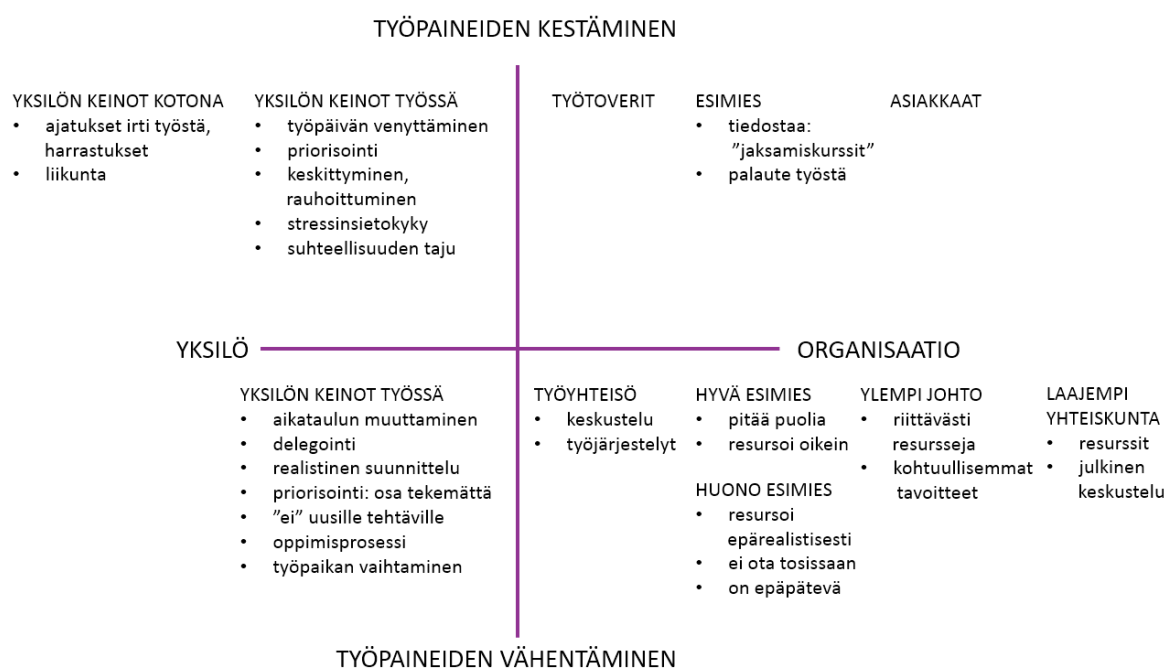 TYÖPAINEIDEN KESTÄMINEN
YKSILÖN KEINOT KOTONA
• ajatukset irti työstä,
harrastukset
• liikunta
YKSILÖN KEINOT TYÖSSÄ
• työpäivän venyttäminen
• priorisointi
• keskittyminen,
rauhoittuminen
• stressinsietokyky
• suhteellisuuden taju
TYÖTOVERIT
ESIMIES
• tiedostaa:
”jaksamiskurssit”
• palaute työstä
ASIAKKAAT
YKSILÖ
ORGANISAATIO
YKSILÖN KEINOT TYÖSSÄ
• aikataulun muuttaminen
• delegointi
• realistinen suunnittelu
• priorisointi: osa tekemättä
• ”ei” uusille tehtäville
• oppimisprosessi
• työpaikan vaihtaminen
TYÖYHTEISÖ
• keskustelu
• työjärjestelyt
HYVÄ ESIMIES
• pitää puolia
• resursoi oikein
HUONO ESIMIES
• resursoi
epärealistisesti
• ei ota tosissaan
• on epäpätevä
YLEMPI JOHTO
• riittävästi
resursseja
• kohtuullisemmat
tavoitteet
LAAJEMPI
YHTEISKUNTA
• resurssit
• julkinen
keskustelu
TYÖPAINEIDEN VÄHENTÄMINEN